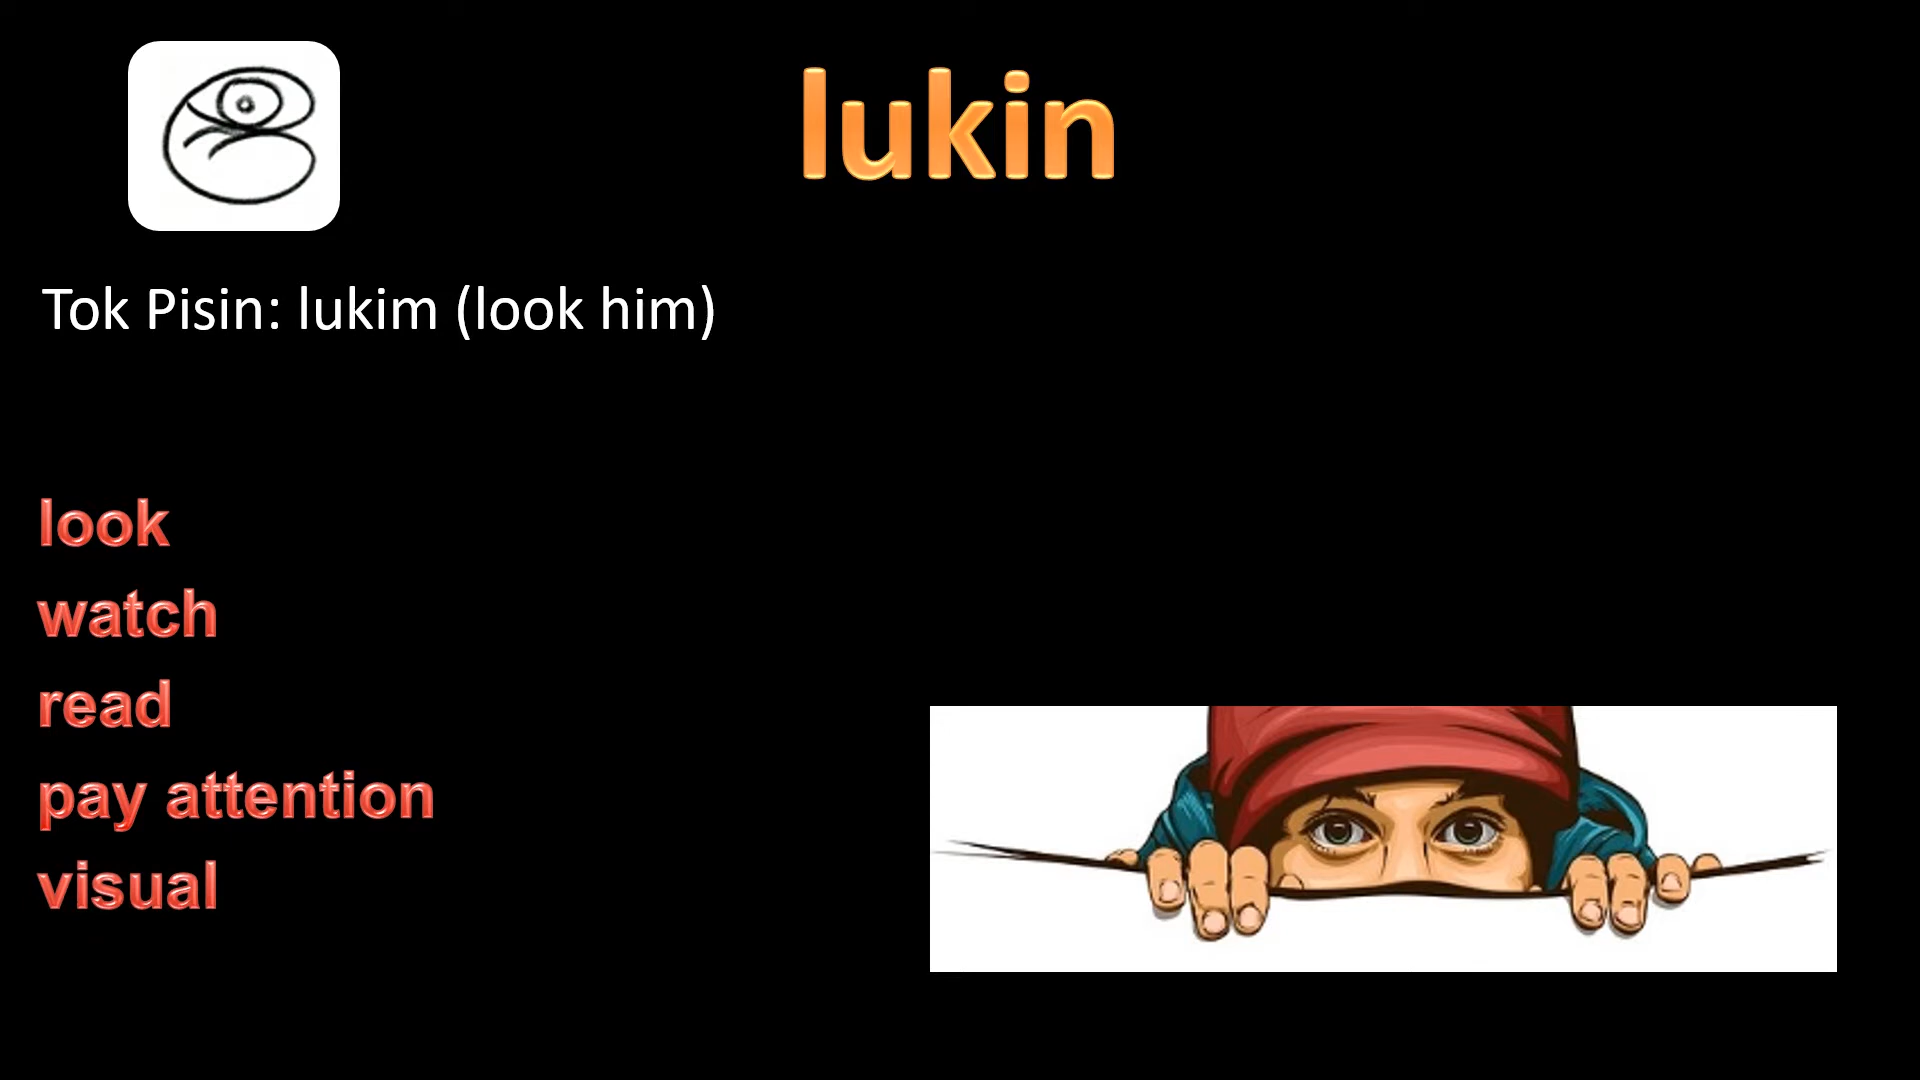 lukin
Tok Pisin: lukim (look him)
look
watch
read
pay attention
visual